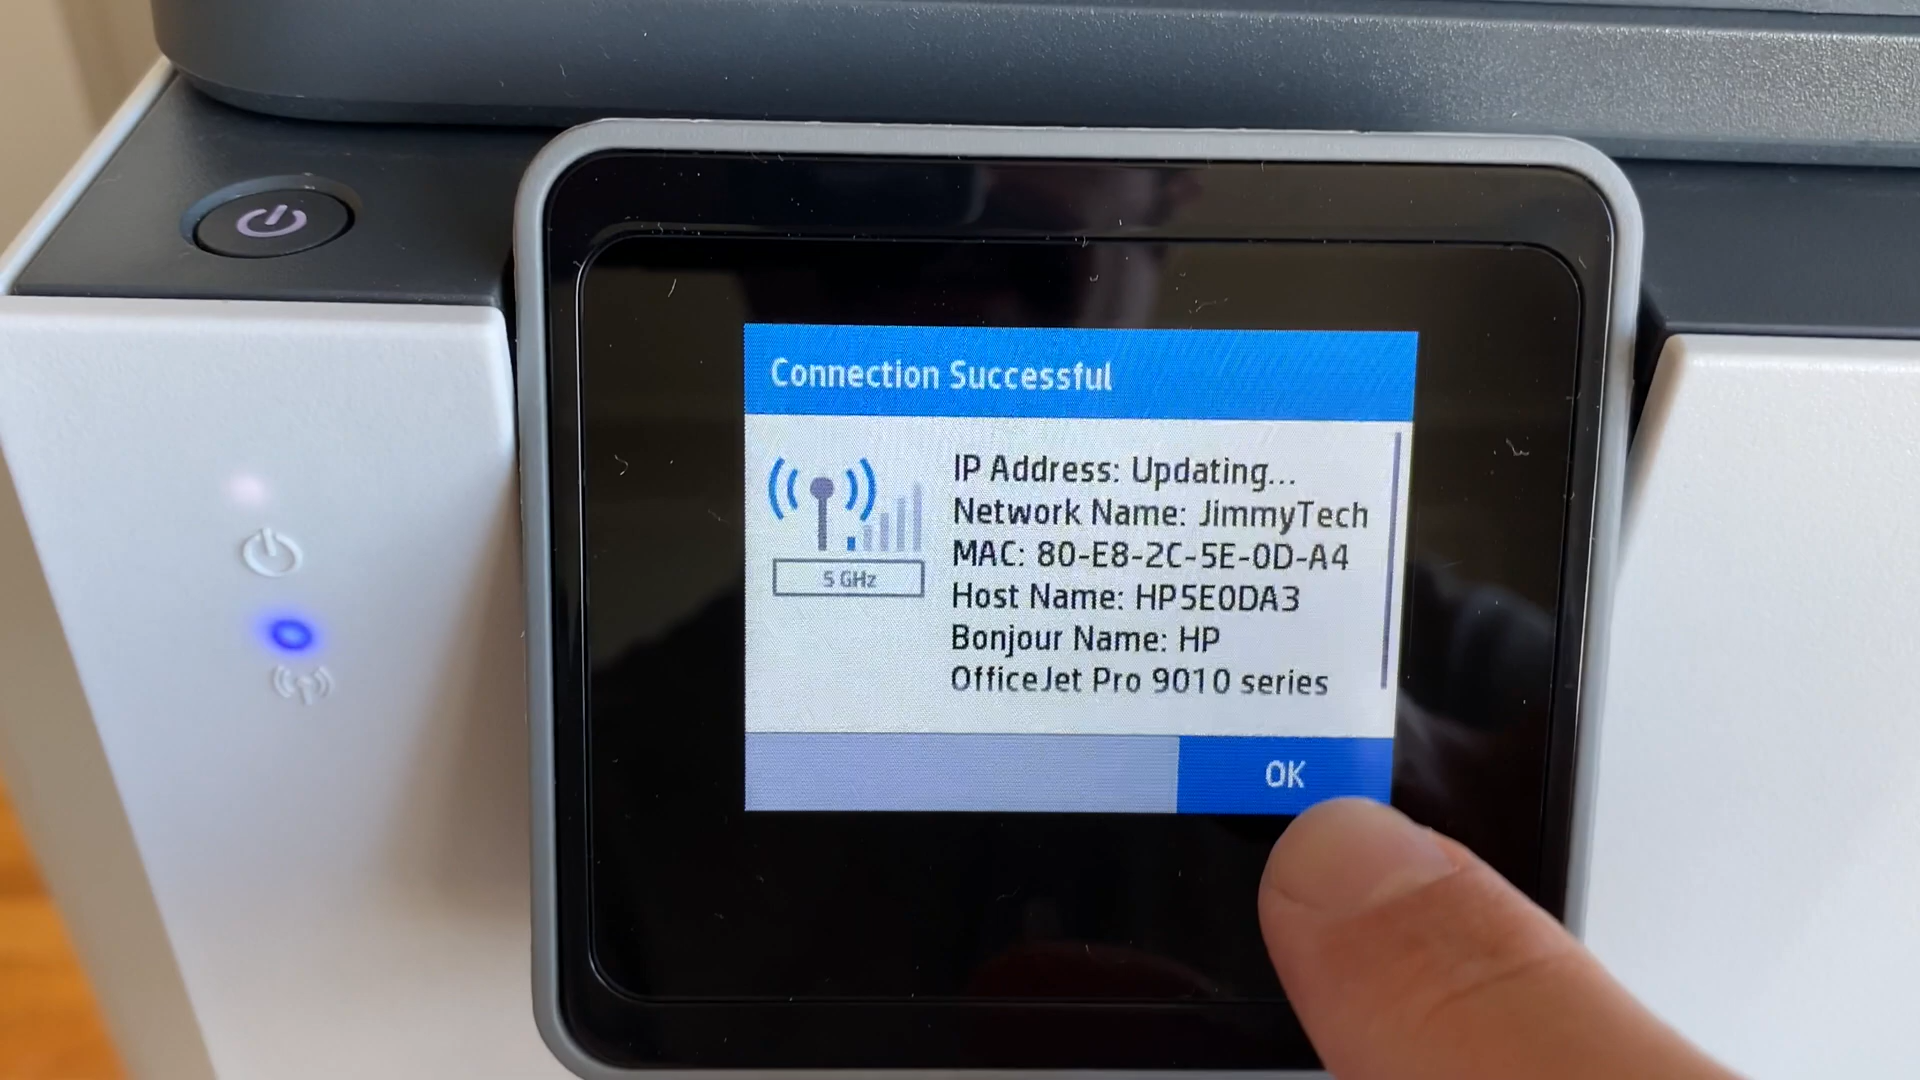 Connection Successful
IP Address: Updating...
Network Name: JimmyTech
MAC: 80-E8-2C-5E-0D-A4
5 GHz
Host Name: HP5E0DA3
Bonjour Name: HP
OfficeJet Pro 9010 series
OK